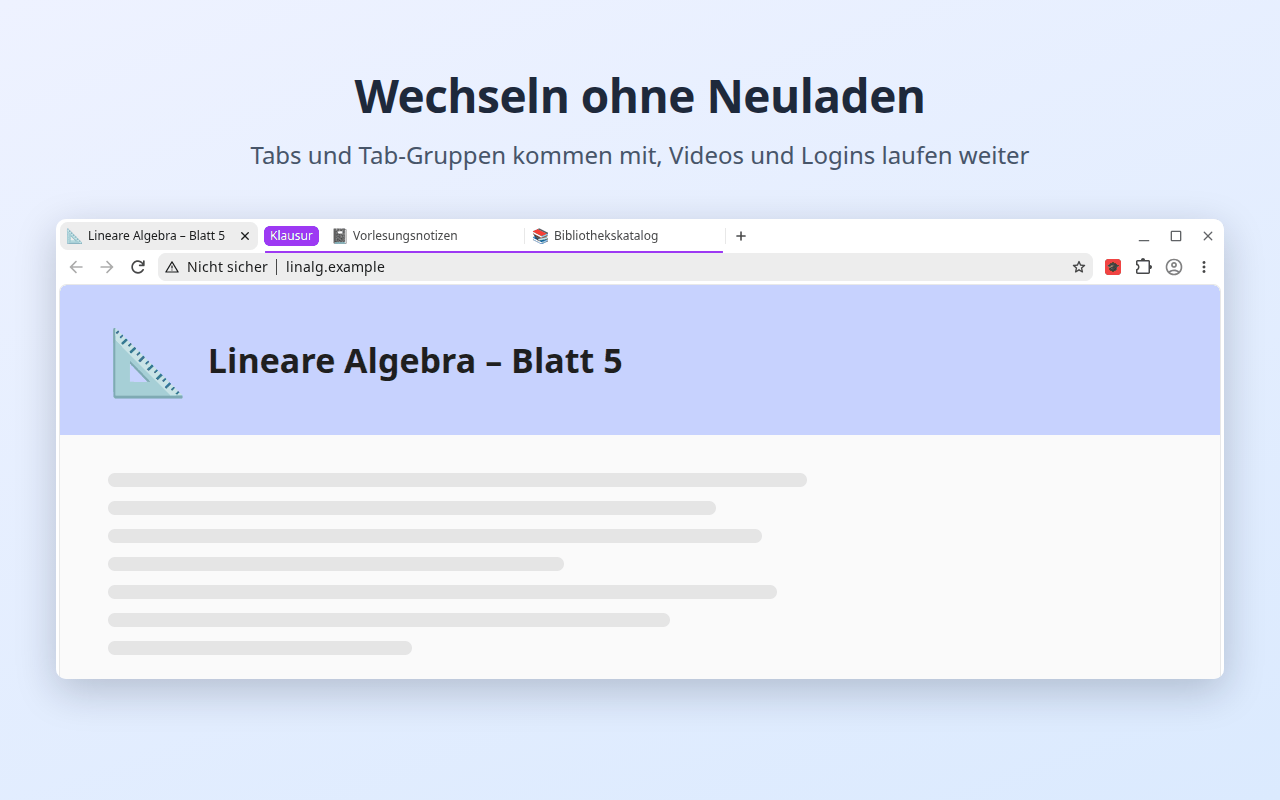 Wechseln ohne Neuladen
Tabs und Tab-Gruppen kommen mit, Videos und Logins laufen weiter
Lineare Algebra – Blatt 5 Klausur Vorlesungsnotizen Bibliothekskatalog
Nicht sicher linalg.example
Lineare Algebra – Blatt 5